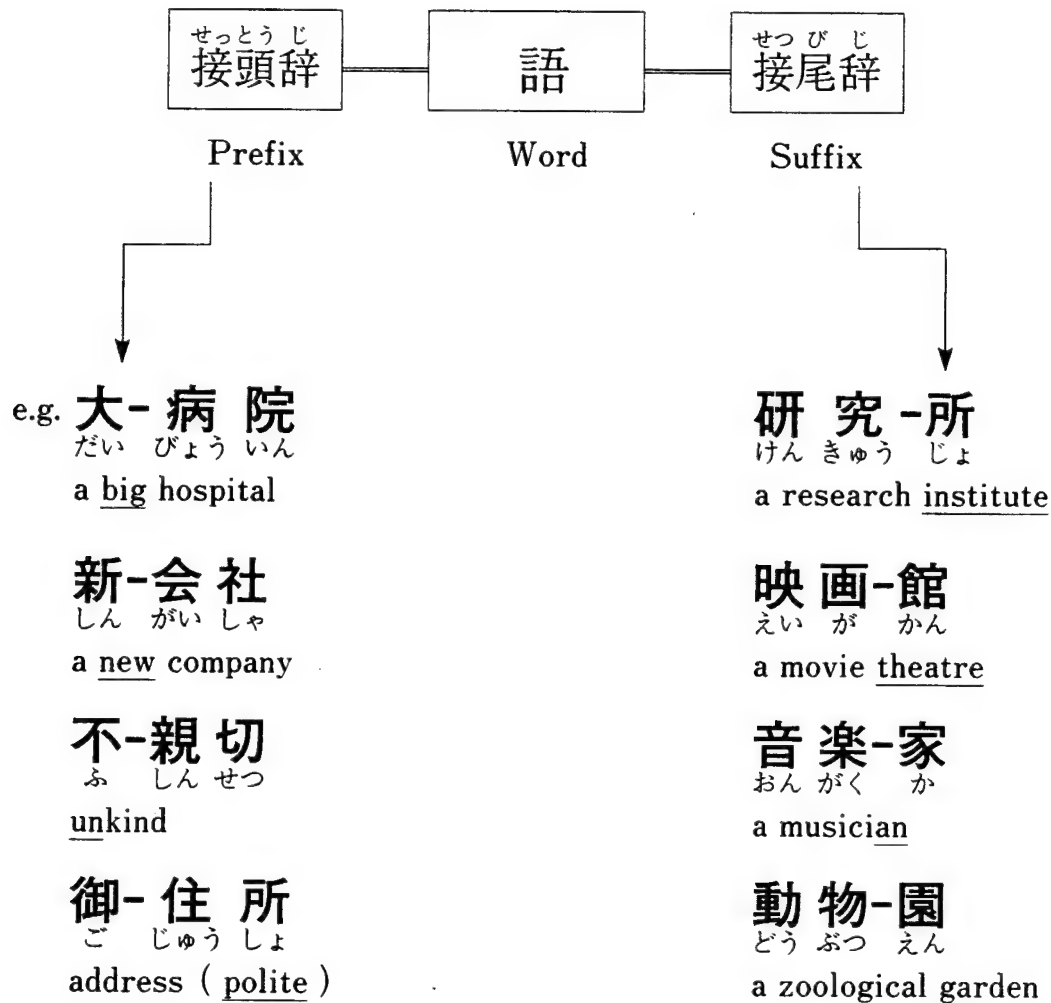 せっとう じ
接頭辞
語
せつ び じ
接尾辞
Prefix
Word
Suffix
e.g. 大-病 院
だい びょう いん
a big hospital
新-会 社
しん がい しゃ
a new company
不-親 切
ふ しん せつ
unkind
御-住 所
ご じゅう しょ
address ( polite )
研 究 -所
けん きゅう じょ
a research institute
映 画-館
えい が かん
a movie theatre
音 楽-家
おん がく か
a musician
動 物-園
どう ぶつ えん
a zoological garden